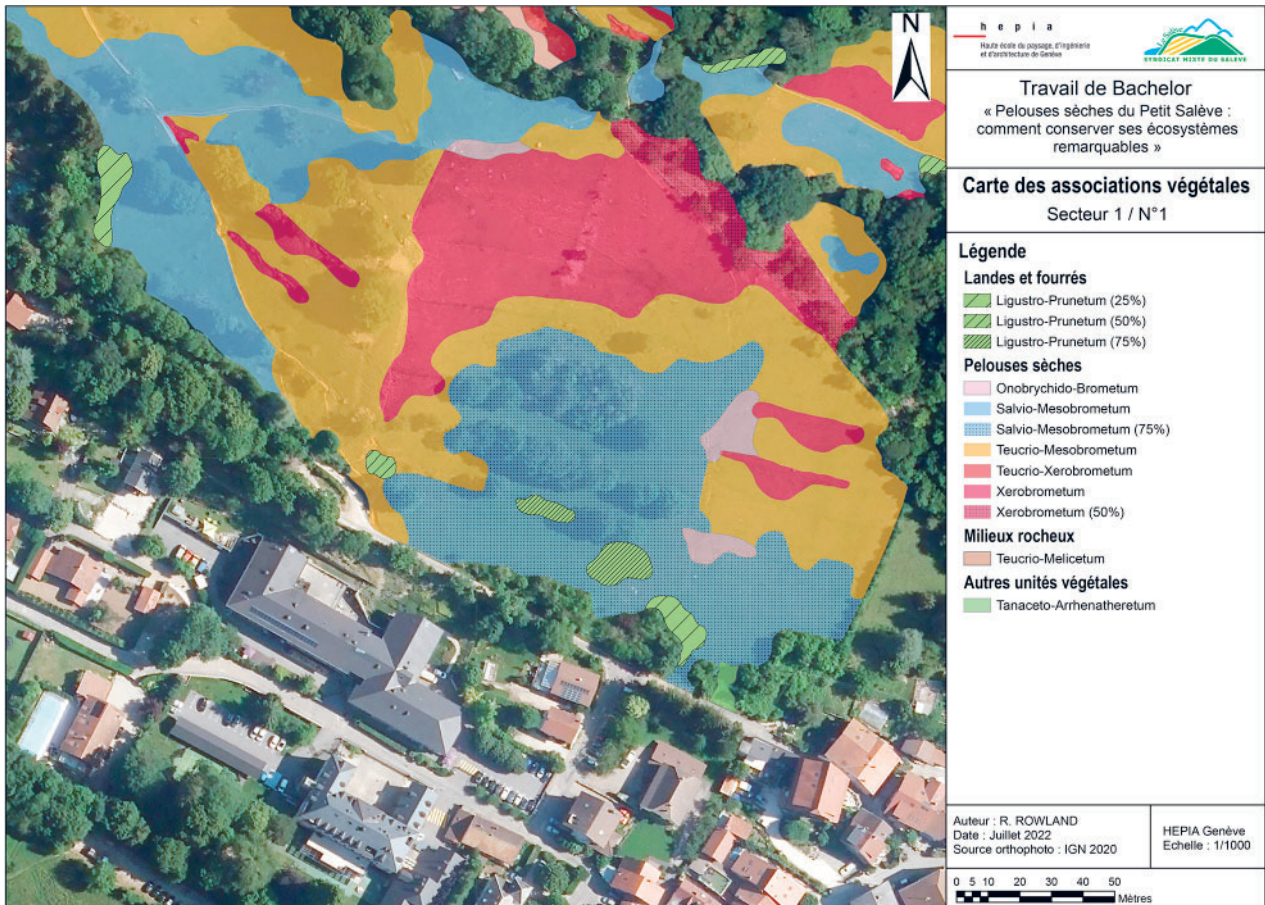 N
h e p i a
Haute école du paysage, d'ingénierie
et d'architecture de Genève
Le Salève
SYNDICAT MIXTE DU SALÈVE
Travail de Bachelor
« Pelouses sèches du Petit Salève :
comment conserver ses écosystèmes
remarquables »
Carte des associations végétales
Secteur 1 / N°1
Légende
Landes et fourrés
Ligustro-Prunetum (25%)
Ligustro-Prunetum (50%)
Ligustro-Prunetum (75%)
Pelouses sèches
Onobrychido-Brometum
Salvio-Mesobrometum
Salvio-Mesobrometum (75%)
Teucrio-Mesobrometum
Teucrio-Xerobrometum
Xerobrometum
Xerobrometum (50%)
Milieux rocheux
Teucrio-Melicetum
Autres unités végétales
Tanaceto-Arrhenatheretum
Auteur : R. ROWLAND
Date : Juillet 2022
Source orthophoto : IGN 2020
HEPIA Genève
Echelle : 1/1000
0 5 10 20 30 40 50
Mètres